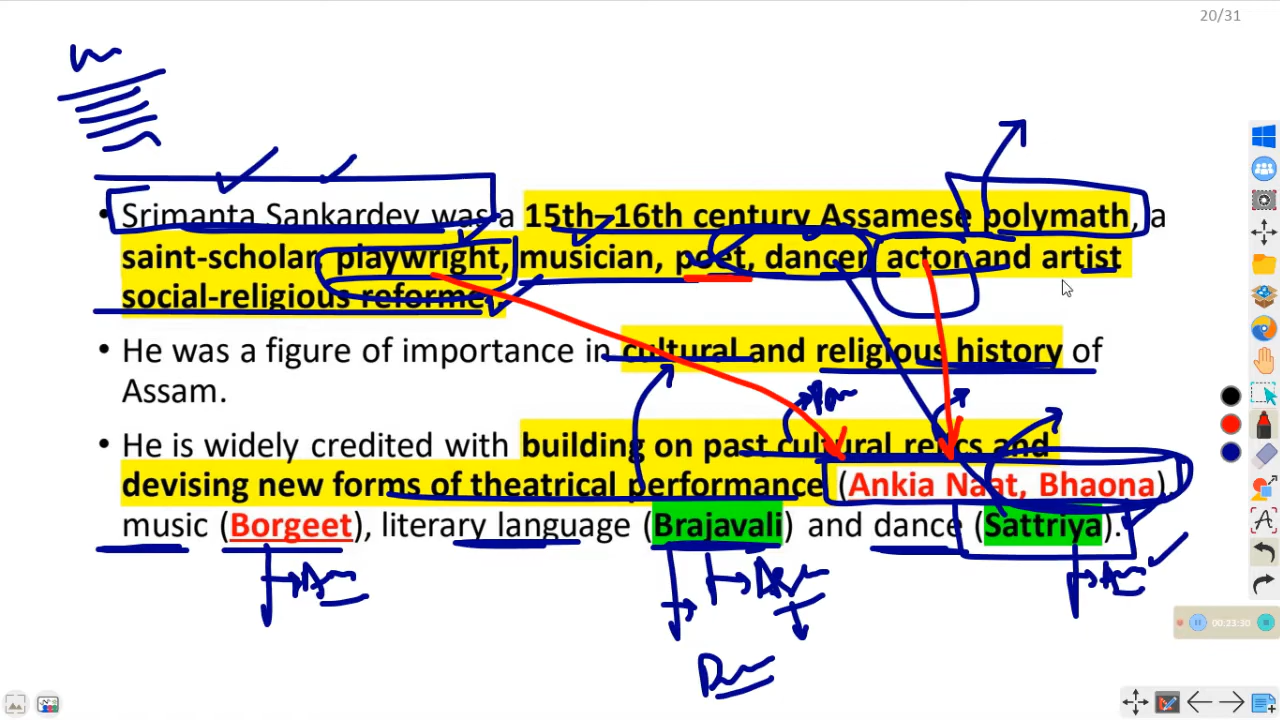 20/31
• Srimanta Sankardev was a 15th–16th century Assamese polymath, a
saint-scholar, playwright, musician, poet, dancer, actor and artist
social-religious reformer.
• He was a figure of importance in cultural and religious history of
Assam.
• He is widely credited with building on past cultural relics and
devising new forms of theatrical performance (Ankia Naat, Bhaona),
music (Borgeet), literary language (Brajavali) and dance (Sattriya).
00:23:30